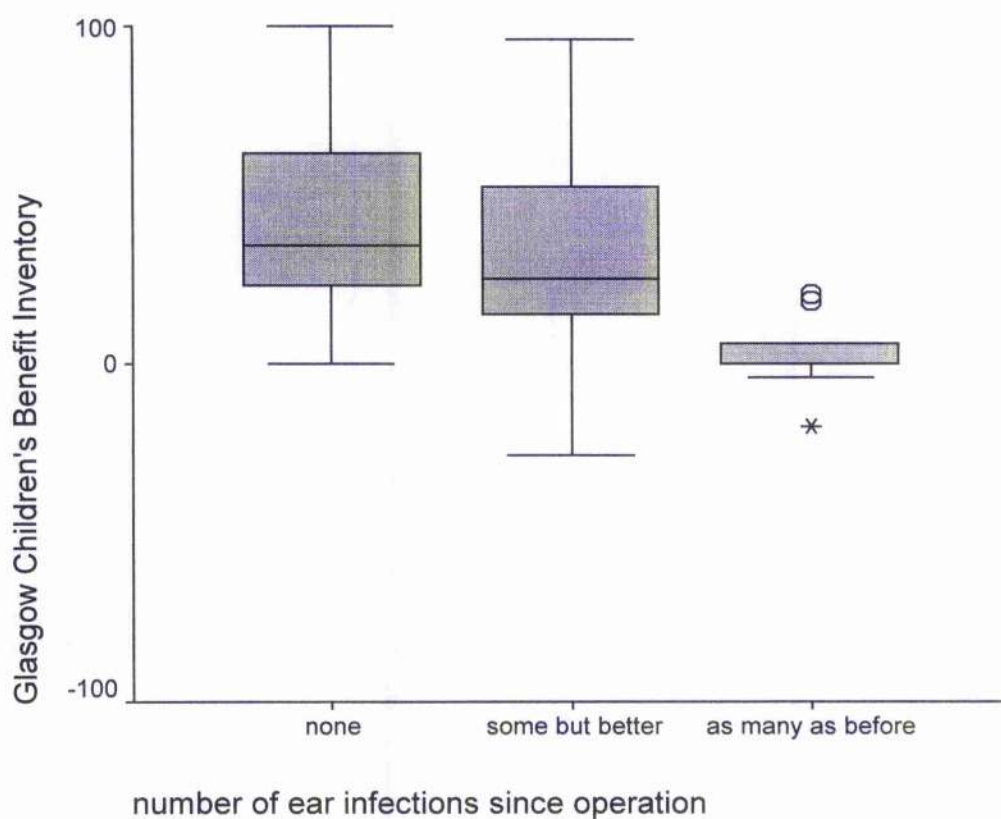 Glasgow Children's Benefit Inventory
100
0
-100
none
some but better
as many as before
number of ear infections since operation